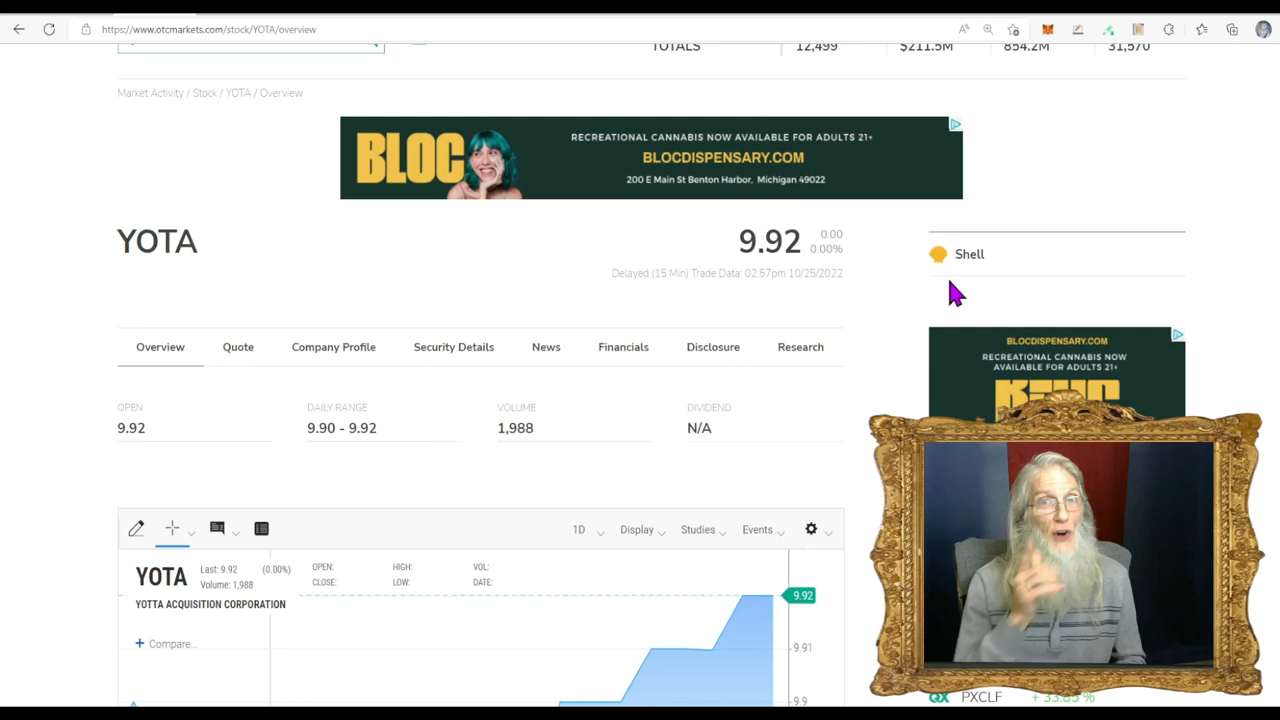 https://www.otcmarkets.com/stock/YOTA/overview
TOTALS 12,499 $211.5M 854.2M 31,570
Market Activity / Stock / YOTA / Overview
BLOC
RECREATIONAL CANNABIS NOW AVAILABLE FOR ADULTS 21+
BLOCDISPENSARY.COM
200 E Main St Benton Harbor, Michigan 49022
YOTA
9.92
0.00
0.00%
Delayed (15 Min) Trade Data: 02:57pm 10/25/2022
Shell
Overview Quote Company Profile Security Details News Financials Disclosure Research
BLOCDISPENSARY.COM
RECREATIONAL CANNABIS NOW
AVAILABLE FOR ADULTS 21+
OPEN DAILY RANGE VOLUME DIVIDEND
9.92 9.90 - 9.92 1,988 N/A
1D Display Studies Events
YOTA
Last: 9.92 (0.00%)
Volume: 1,988
OPEN: HIGH: VOL:
CLOSE: LOW: DATE:
YOTTA ACQUISITION CORPORATION
9.92
+ Compare...
9.91
9.9
QX PXCLF + 33.85 %